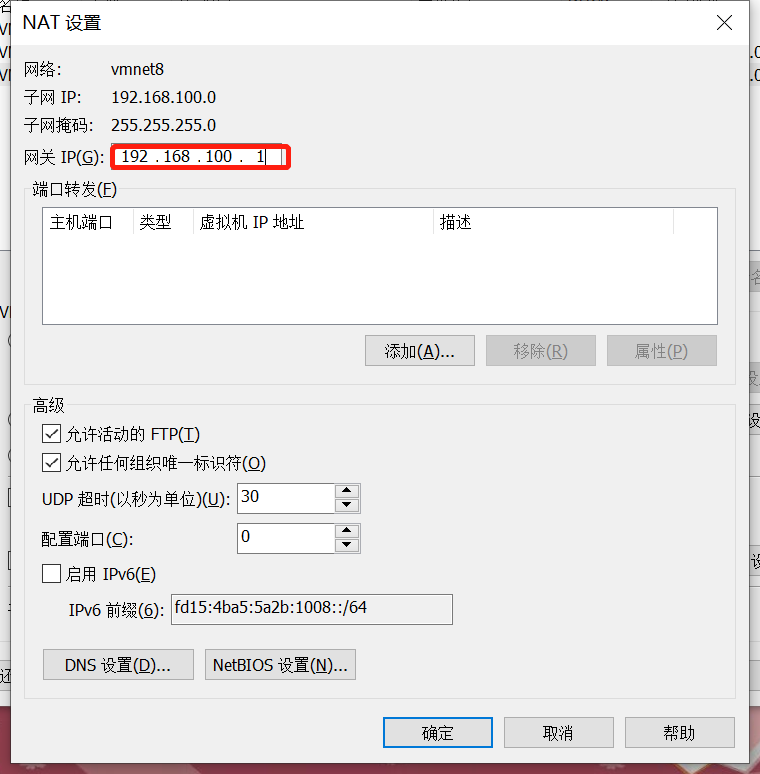 NAT 设置
网络: vmnet8
子网 IP: 192.168.100.0
子网掩码: 255.255.255.0
网关 IP(G): 192 . 168 . 100 . 1
端口转发(F)
主机端口 类型 虚拟机 IP 地址 描述
添加(A)... 移除(R) 属性(P)
高级
允许活动的 FTP(T)
允许任何组织唯一标识符(O)
UDP 超时(以秒为单位)(U): 30
配置端口(C): 0
启用 IPv6(E)
IPv6 前缀(6): fd15:4ba5:5a2b:1008::/64
DNS 设置(D)... NetBIOS 设置(N)...
确定 取消 帮助